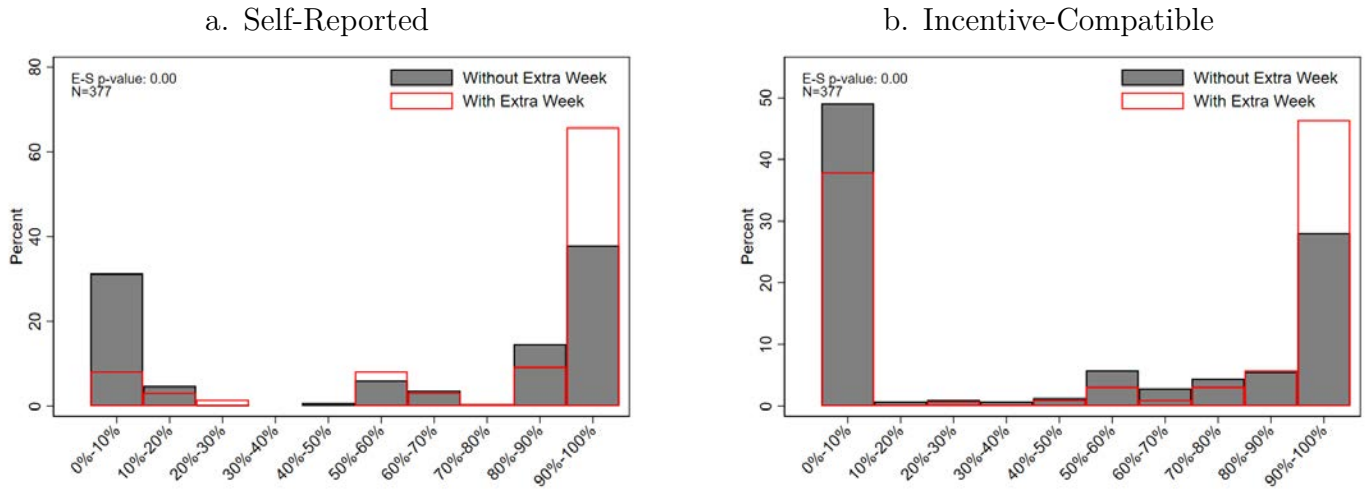 a. Self-Reported
E-S p-value: 0.00
N=377
Without Extra Week
With Extra Week
Percent
80
60
40
20
0
0%-10%
10%-20%
20%-30%
30%-40%
40%-50%
50%-60%
60%-70%
70%-80%
80%-90%
90%-100%
b. Incentive-Compatible
E-S p-value: 0.00
N=377
Without Extra Week
With Extra Week
Percent
50
40
30
20
10
0
0%-10%
10%-20%
20%-30%
30%-40%
40%-50%
50%-60%
60%-70%
70%-80%
80%-90%
90%-100%